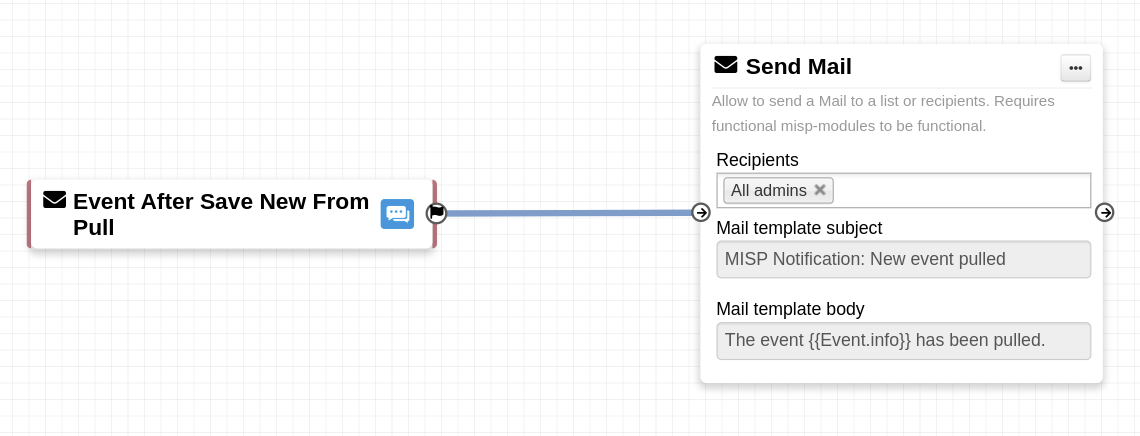 Event After Save New From
Pull
Send Mail
Allow to send a Mail to a list or recipients. Requires
functional misp-modules to be functional.
Recipients
All admins
Mail template subject
MISP Notification: New event pulled
Mail template body
The event {{Event.info}} has been pulled.